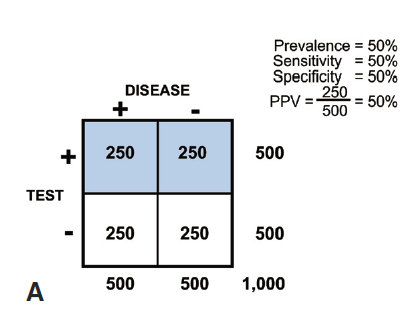 Prevalence = 50%
Sensitivity = 50%
Specificity = 50%
PPV = 250/500 = 50%
DISEASE
+ -
+ 250 250 500
TEST
- 250 250 500
500 500 1,000
A